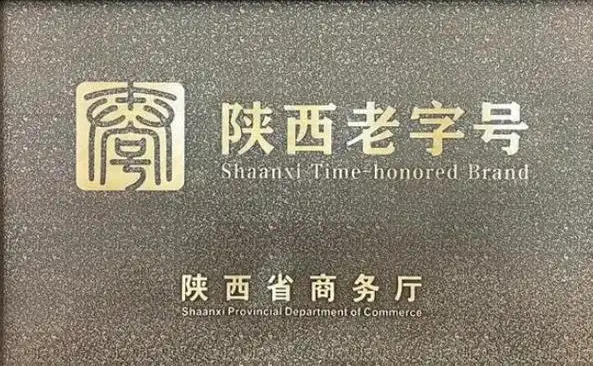 陕西老字号
Shaanxi Time-honored Brand
陕西省商务厅
Shaanxi Provincial Department of Commerce